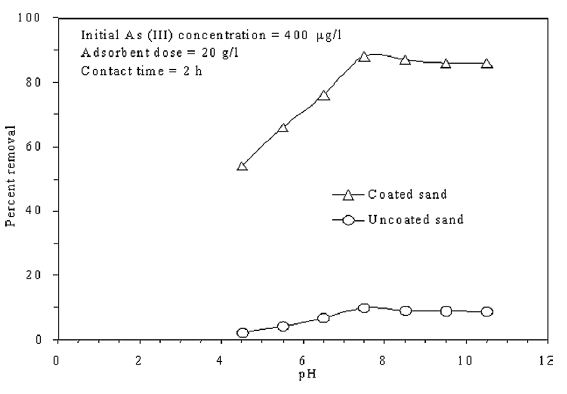 100
80
60
40
20
0
Percent removal
Initial As (III) concentration = 400 µg/l
Adsorbent dose = 20 g/l
Contact time = 2 h
Coated sand
Uncoated sand
0 2 4 6 8 10 12
pH